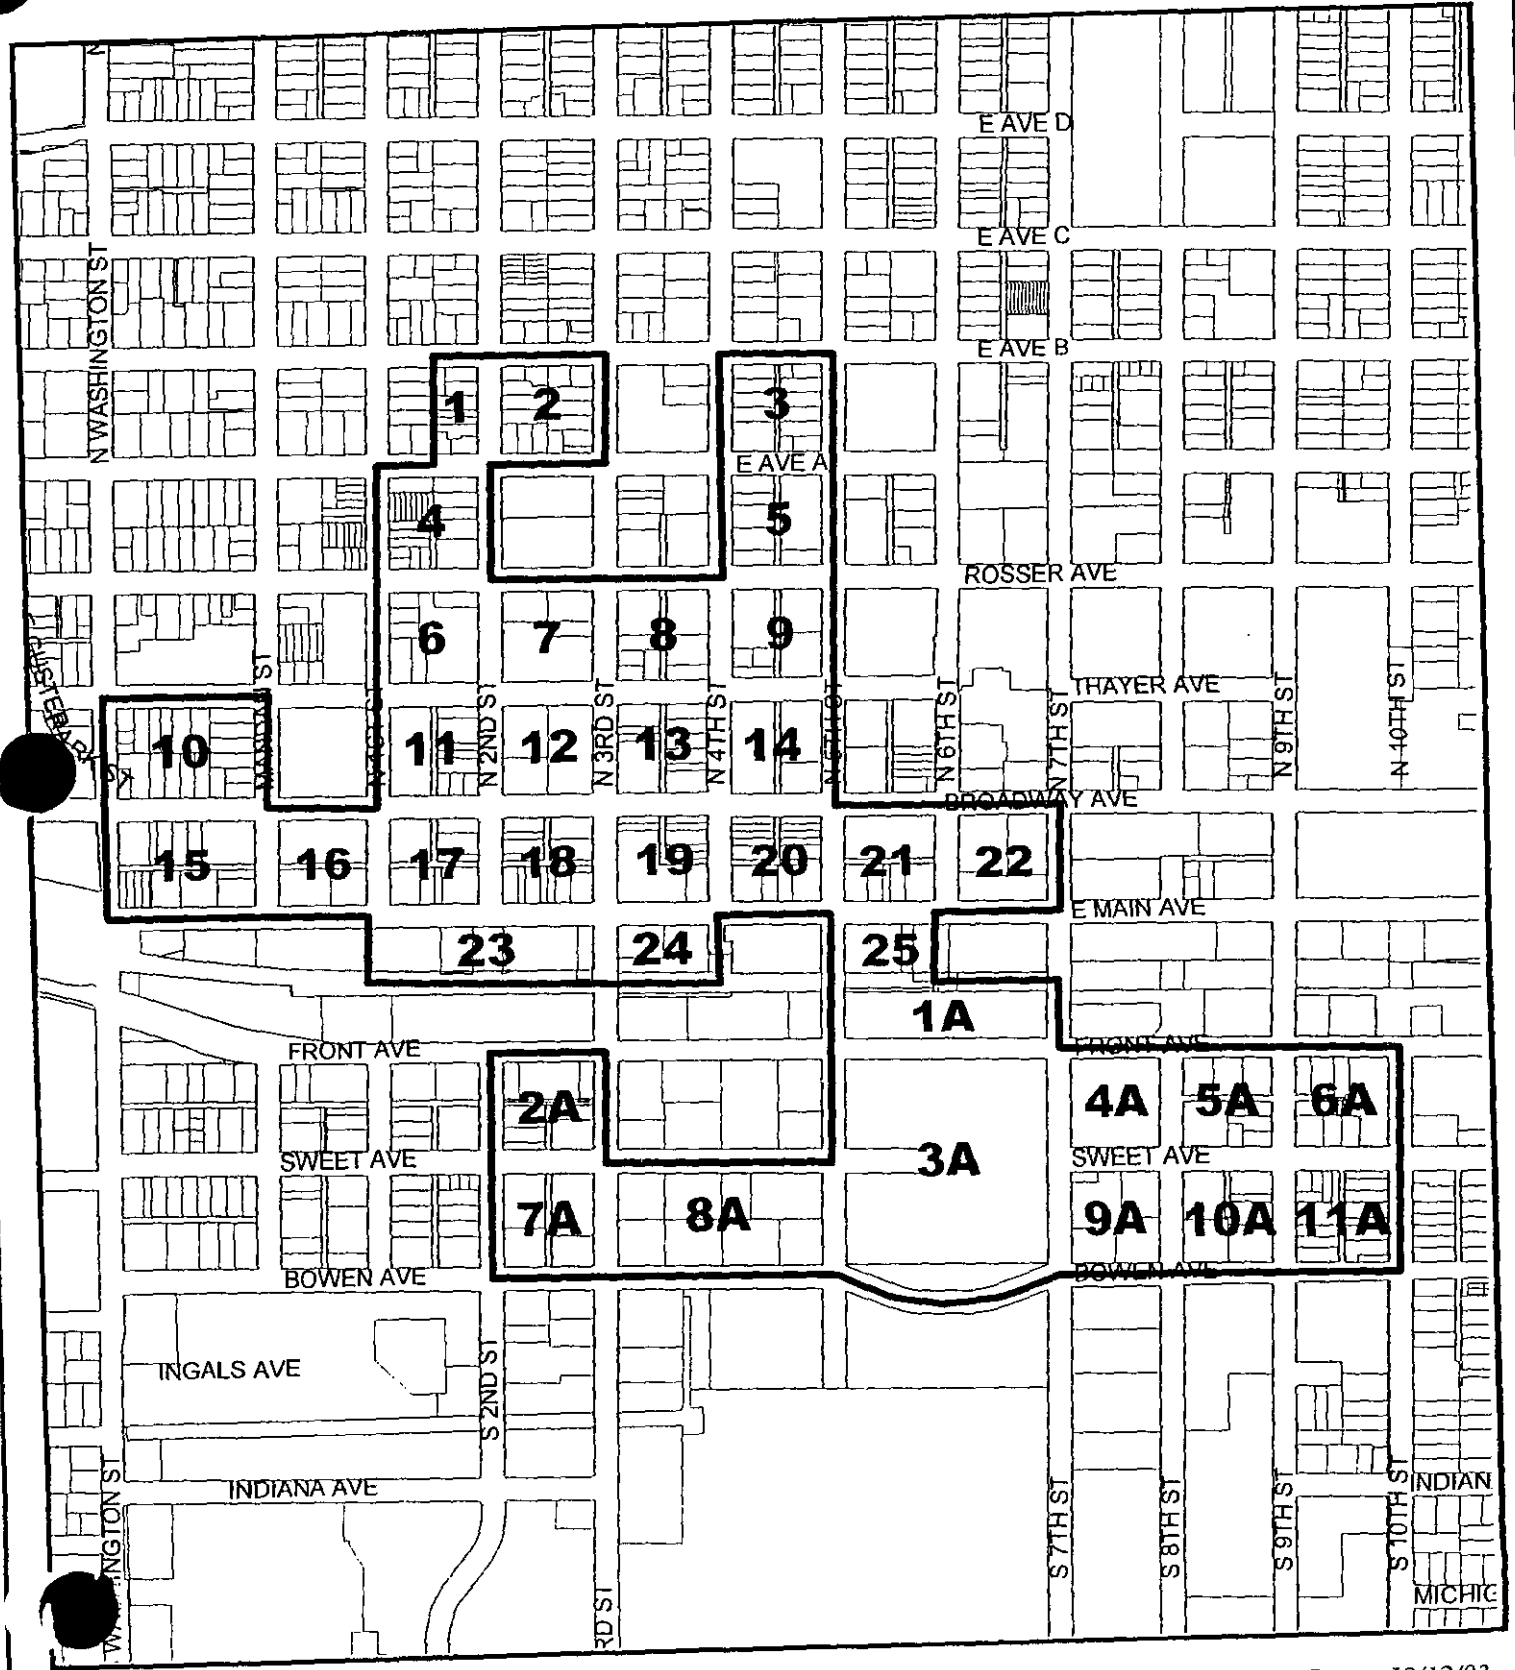 E AVE D
E AVE C
N WASHINGTON ST
E AVE B
1
2
3
E AVE A
4
5
ROSSER AVE
6
7
8
9
THAYER AVE
N 2ND ST
N 3RD ST
N 4TH ST
N 6TH ST
N 7TH ST
N 9TH ST
N 10TH ST
10
11
12
13
14
BROADWAY AVE
15
16
17
18
19
20
21
22
E MAIN AVE
23
24
25
1A
FRONT AVE
FRONT AVE
2A
3A
4A
5A
6A
SWEET AVE
SWEET AVE
7A
8A
9A
10A
11A
BOWEN AVE
BOWEN AVE
INGALS AVE
S 2ND ST
INDIANA AVE
INDIAN
S 7TH ST
S 8TH ST
S 9TH ST
S 10TH ST
RD ST
MICHIC